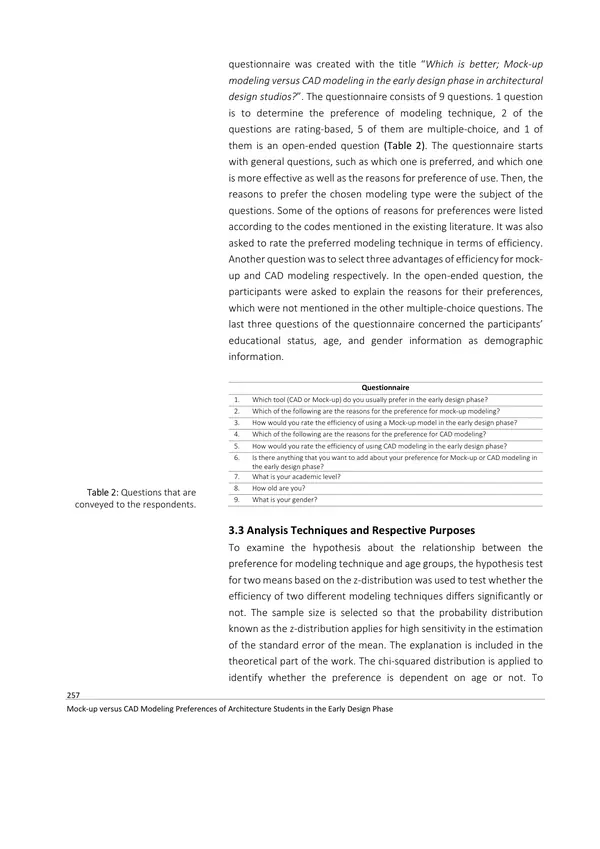 questionnaire was created with the title "Which is better; Mock-up
modeling versus CAD modeling in the early design phase in architectural
design studios?". The questionnaire consists of 9 questions. 1 question
is to determine the preference of modeling technique, 2 of the
questions are rating-based, 5 of them are multiple-choice, and 1 of
them is an open-ended question (Table 2). The questionnaire starts
with general questions, such as which one is preferred, and which one
is more effective as well as the reasons for preference of use. Then, the
reasons to prefer the chosen modeling type were the subject of the
questions. Some of the options of reasons for preferences were listed
according to the codes mentioned in the existing literature. It was also
asked to rate the preferred modeling technique in terms of efficiency.
Another question was to select three advantages of efficiency for mock-
up and CAD modeling respectively. In the open-ended question, the
participants were asked to explain the reasons for their preferences,
which were not mentioned in the other multiple-choice questions. The
last three questions of the questionnaire concerned the participants'
educational status, age, and gender information as demographic
information.
Questionnaire
1. Which tool (CAD or Mock-up) do you usually prefer in the early design phase?
2. Which of the following are the reasons for the preference for mock-up modeling?
3. How would you rate the efficiency of using a Mock-up model in the early design phase?
4. Which of the following are the reasons for the preference for CAD modeling?
5. How would you rate the efficiency of using CAD modeling in the early design phase?
6. Is there anything that you want to add about your preference for Mock-up or CAD modeling in
the early design phase?
7. What is your academic level?
8. How old are you?
9. What is your gender?
Table 2: Questions that are
conveyed to the respondents.
3.3 Analysis Techniques and Respective Purposes
To examine the hypothesis about the relationship between the
preference for modeling technique and age groups, the hypothesis test
for two means based on the z-distribution was used to test whether the
efficiency of two different modeling techniques differs significantly or
not. The sample size is selected so that the probability distribution
known as the z-distribution applies for high sensitivity in the estimation
of the standard error of the mean. The explanation is included in the
theoretical part of the work. The chi-squared distribution is applied to
identify whether the preference is dependent on age or not. To
257
Mock-up versus CAD Modeling Preferences of Architecture Students in the Early Design Phase